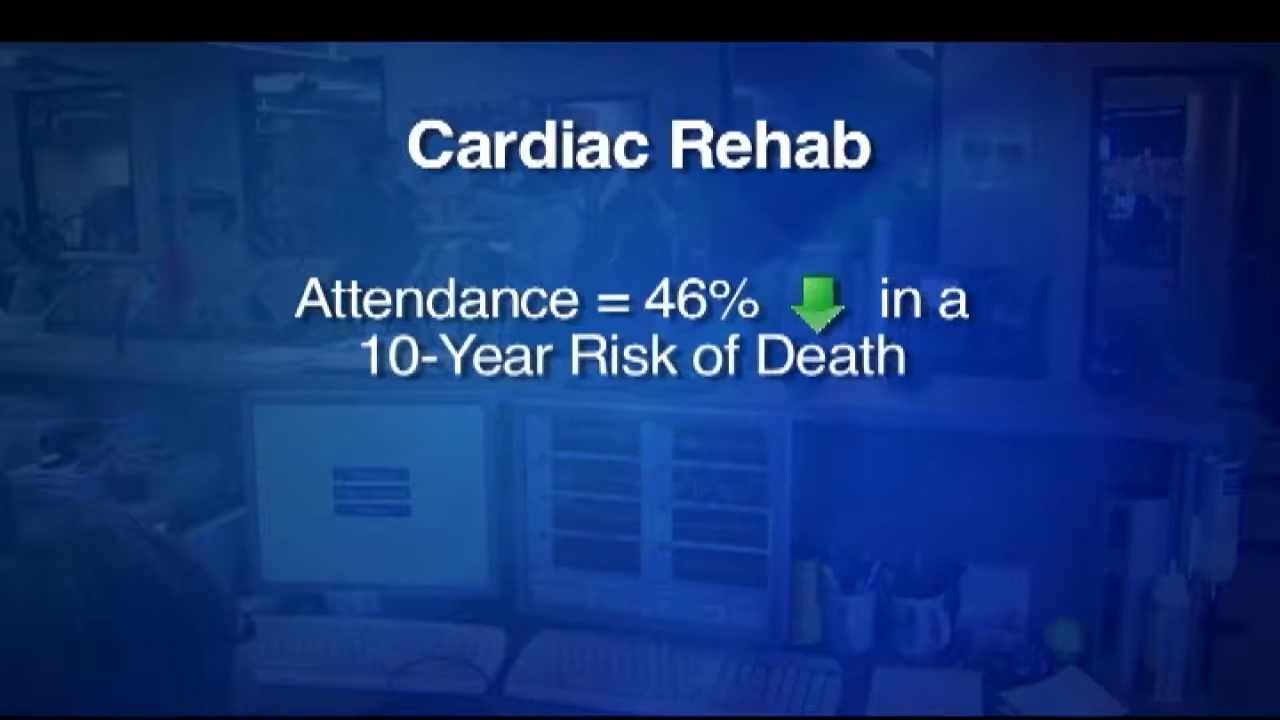 Cardiac Rehab
Attendance = 46% in a
10-Year Risk of Death